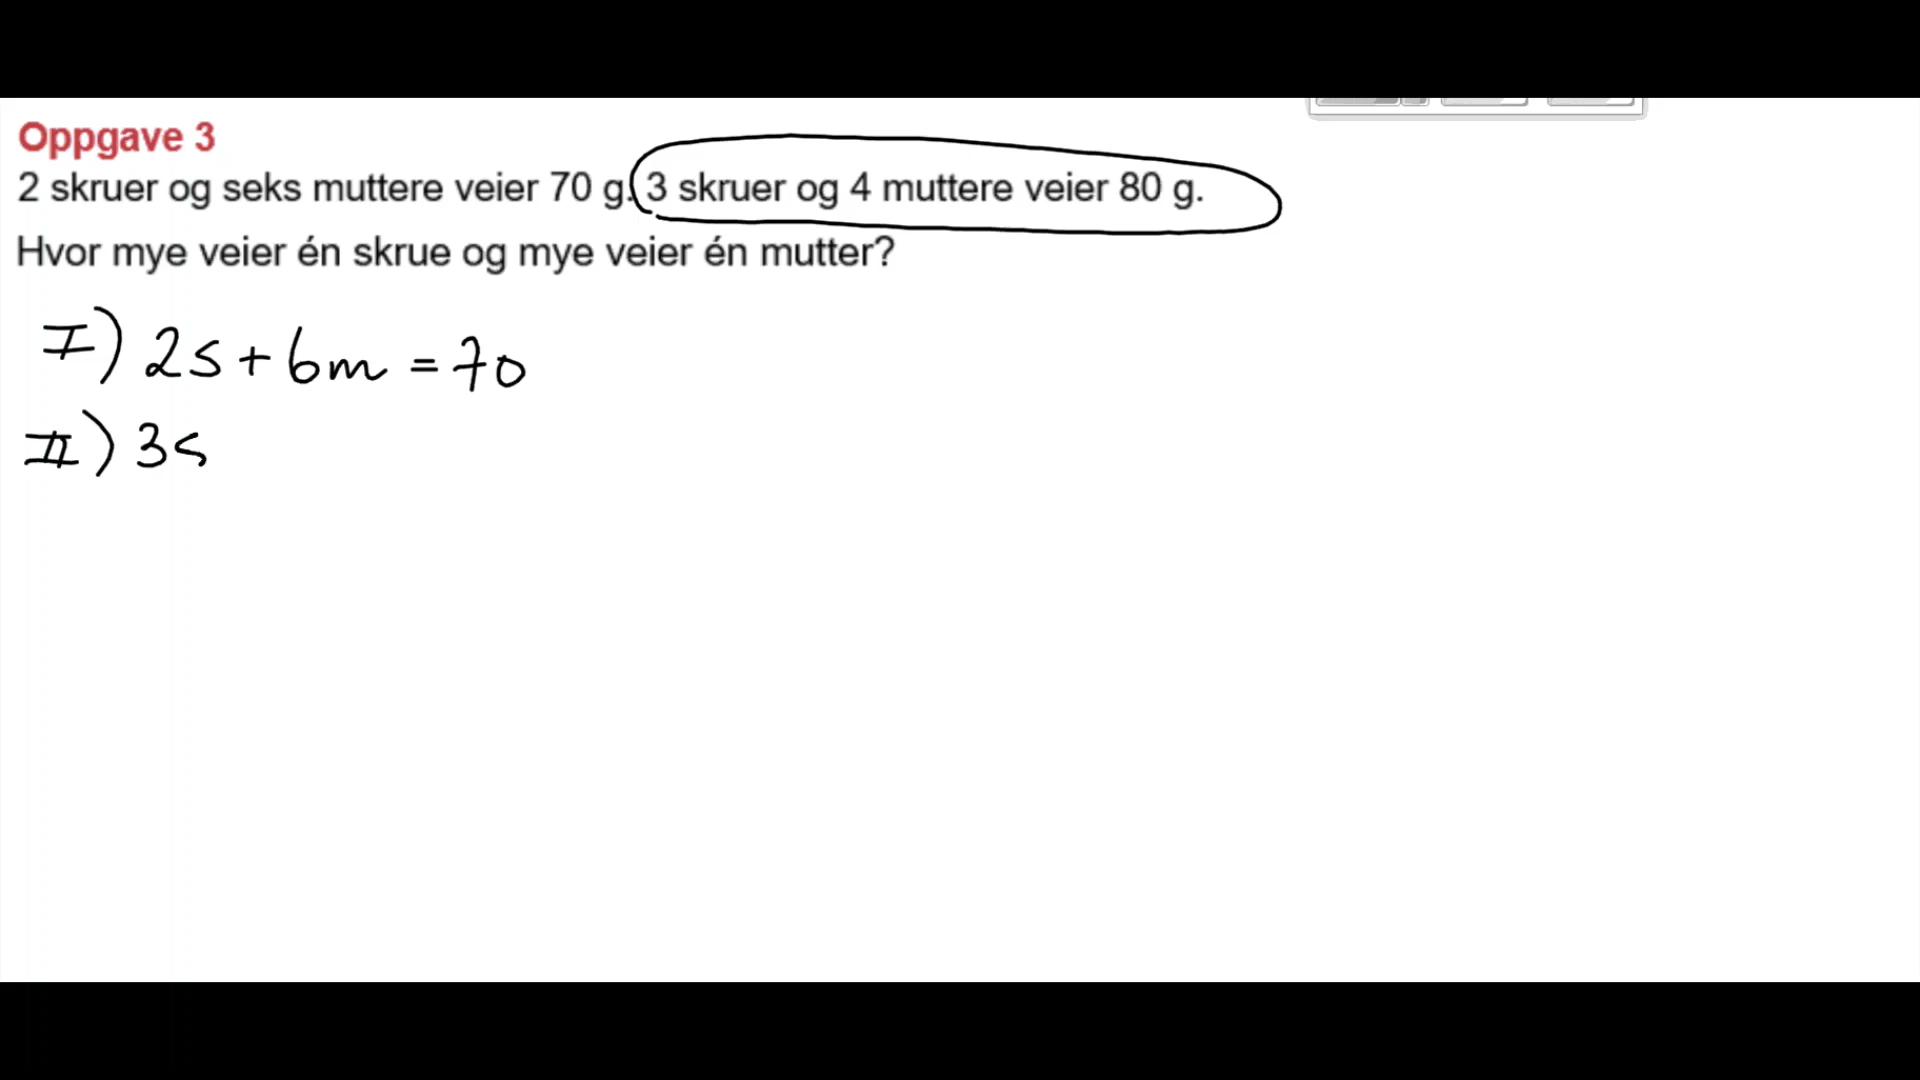 Oppgave 3
2 skruer og seks muttere veier 70 g. 3 skruer og 4 muttere veier 80 g.
Hvor mye veier én skrue og mye veier én mutter?
I) 2s + 6m = 70
II) 3s